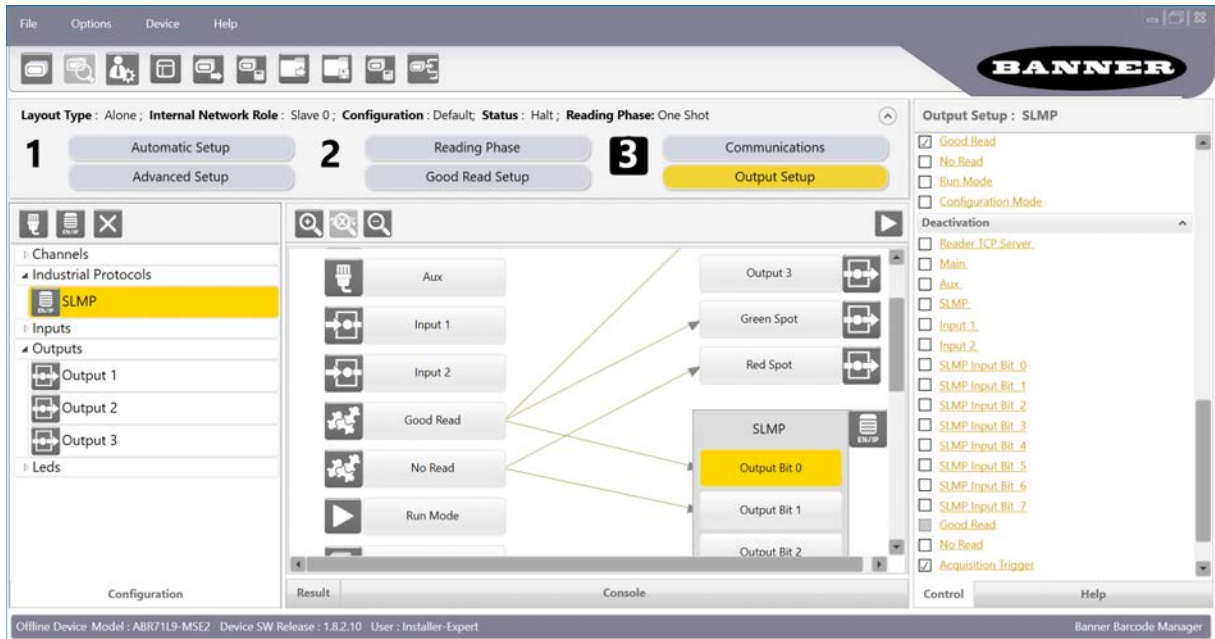 File Options Device Help
BANNER
Layout Type : Alone ; Internal Network Role : Slave 0 ; Configuration : Default; Status : Halt ; Reading Phase: One Shot
1 Automatic Setup
Advanced Setup
2 Reading Phase
Good Read Setup
3 Communications
Output Setup
EN/IP
Channels
Industrial Protocols
EN/IP SLMP
Inputs
Outputs
Output 1
Output 2
Output 3
Leds
Configuration
Aux
Input 1
Input 2
Good Read
No Read
Run Mode
Output 3
Green Spot
Red Spot
SLMP EN/IP
Output Bit 0
Output Bit 1
Output Bit 2
Result Console
Output Setup : SLMP
Good Read
No Read
Run Mode
Configuration Mode
Deactivation
Reader TCP Server
Main
Aux
SLMP
Input 1
Input 2
SLMP Input Bit 0
SLMP Input Bit 1
SLMP Input Bit 2
SLMP Input Bit 3
SLMP Input Bit 4
SLMP Input Bit 5
SLMP Input Bit 6
SLMP Input Bit 7
Good Read
No Read
Acquisition Trigger
Control Help
Offline Device Model : ABR71L9-MSE2 Device SW Release : 1.8.2.10 User : Installer-Expert Banner Barcode Manager